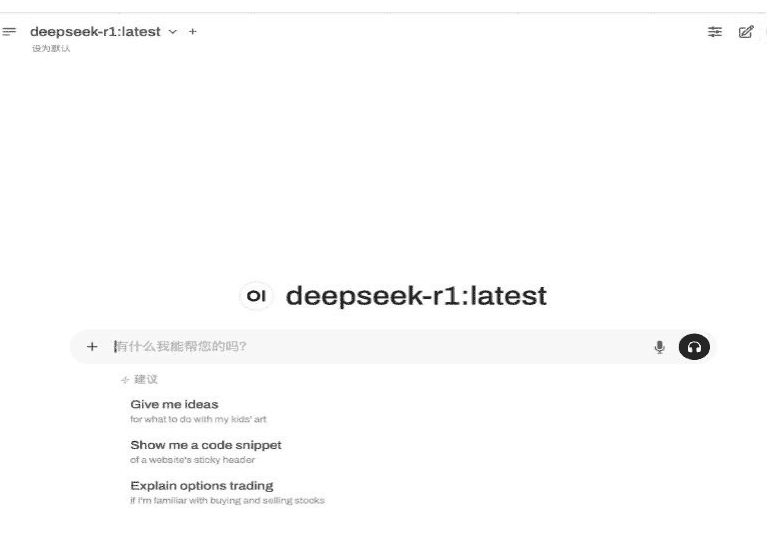 deepseek-r1:latest
设为默认
OI deepseek-r1:latest
有什么我能帮您的吗?
建议
Give me ideas
for what to do with my kids' art
Show me a code snippet
of a website's sticky header
Explain options trading
if I'm familiar with buying and selling stocks